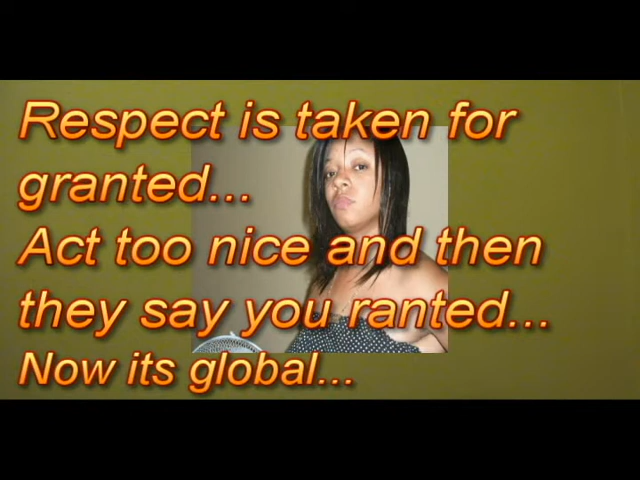 Respect is taken for
granted...
Act too nice and then
they say you ranted...
Now its global...